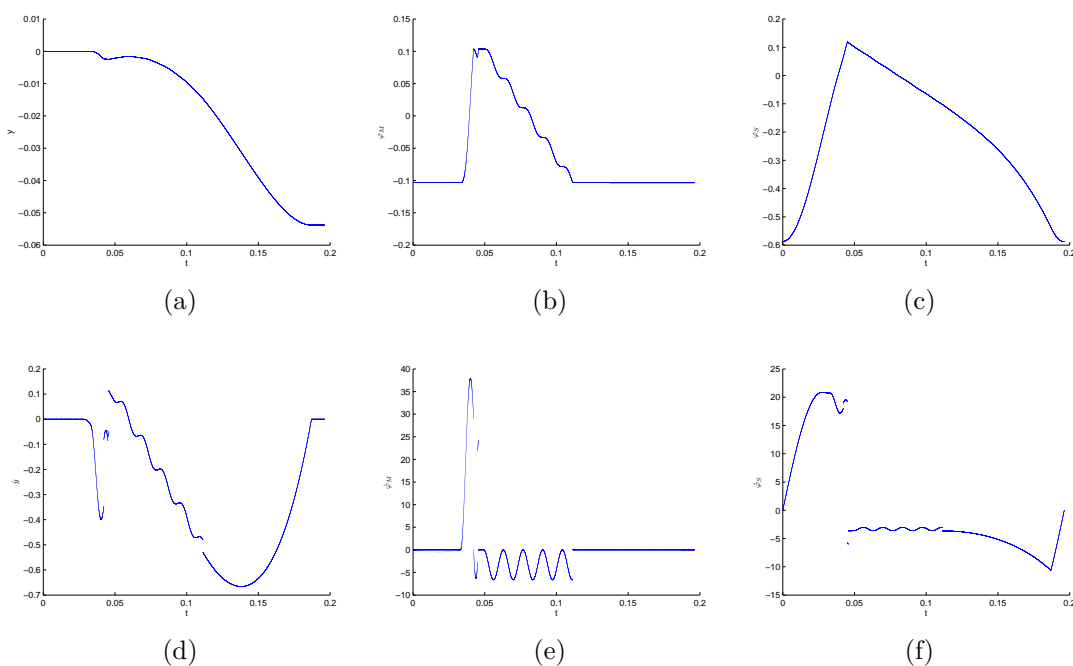 0.01
0
−0.01
−0.02
−0.03
−0.04
−0.05
−0.06
y
0 0.05 0.1 0.15 0.2
t
(a)
0.15
0.1
0.05
0
−0.05
−0.1
−0.15
−0.2
φM
0 0.05 0.1 0.15 0.2
t
(b)
0.2
0.1
0
−0.1
−0.2
−0.3
−0.4
−0.5
−0.6
φS
0 0.05 0.1 0.15 0.2
t
(c)
0.2
0.1
0
−0.1
−0.2
−0.3
−0.4
−0.5
−0.6
−0.7
ẏ
0 0.05 0.1 0.15 0.2
t
(d)
40
35
30
25
20
15
10
5
0
−5
−10
φ̇M
0 0.05 0.1 0.15 0.2
t
(e)
25
20
15
10
5
0
−5
−10
−15
φ̇S
0 0.05 0.1 0.15 0.2
t
(f)